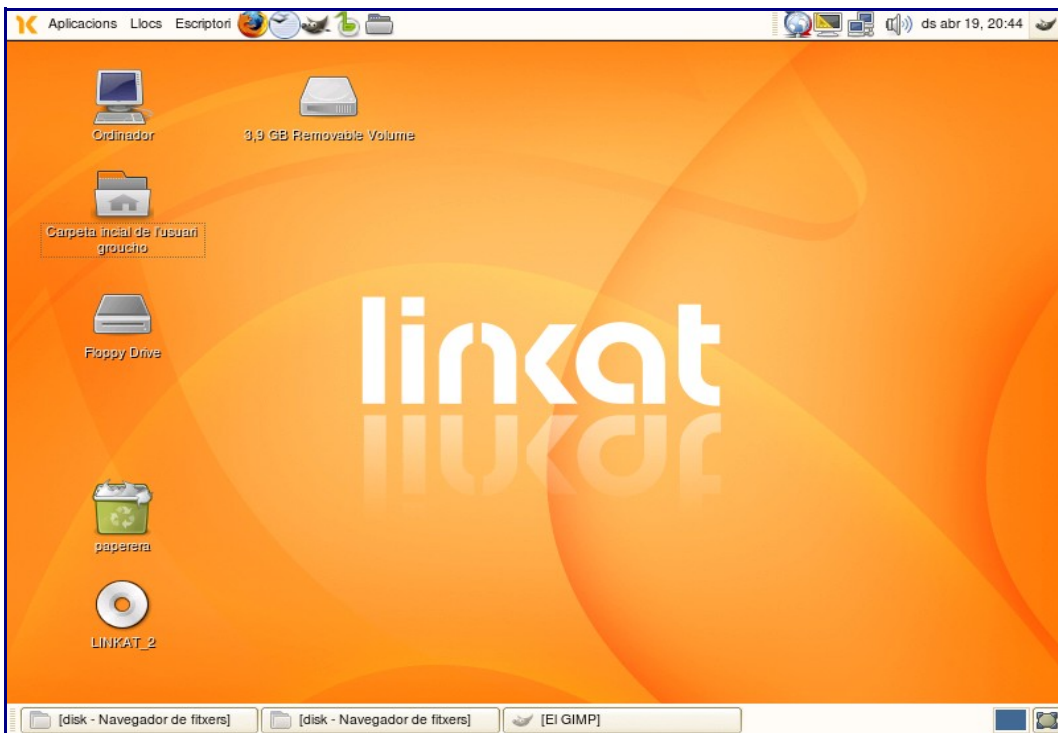 Aplicacions Llocs Escriptori
ds abr 19, 20:44
Ordinador
3,9 GB Removable Volume
Carpeta incial de l'usuari
groucho
Floppy Drive
linkat
paperera
LINKAT_2
[disk - Navegador de fitxers]
[disk - Navegador de fitxers]
[El GIMP]